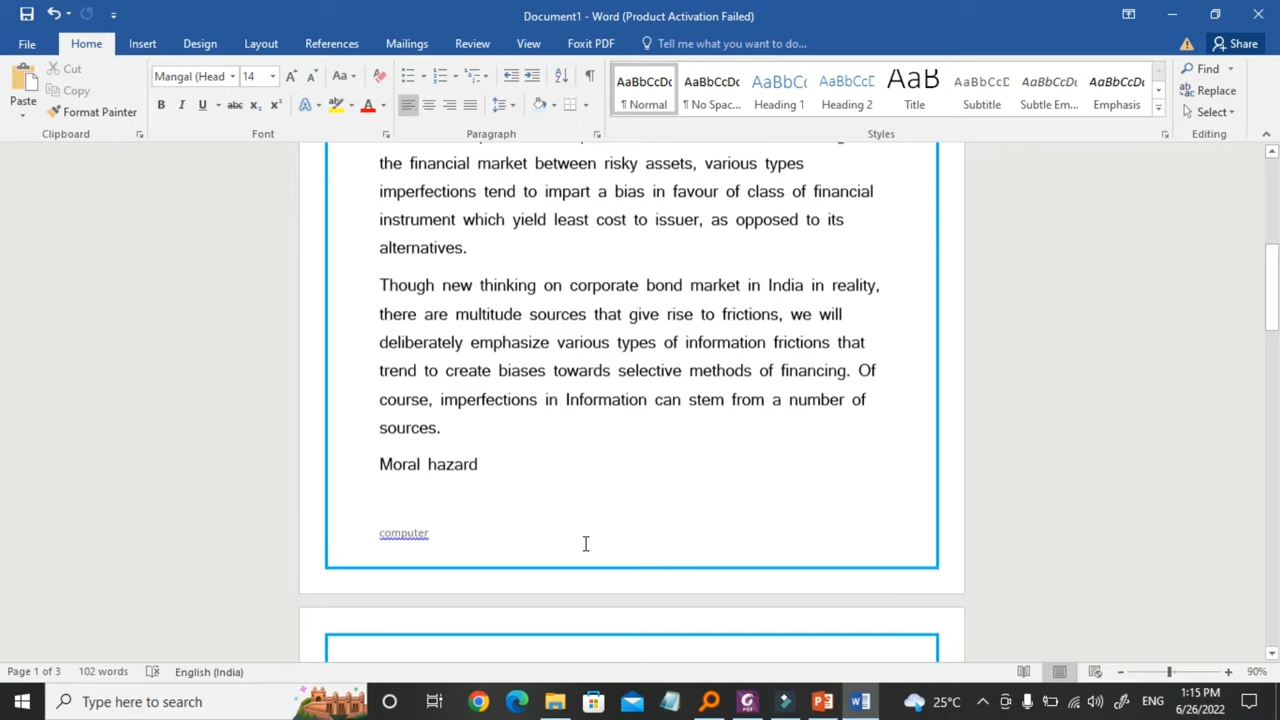 Document1 - Word (Product Activation Failed)
File Home Insert Design Layout References Mailings Review View Foxit PDF Tell me what you want to do... Share
Paste
Cut
Copy
Format Painter
Clipboard
Mangal (Head 14
Font
Paragraph
AaBbCcDc AaBbCcDc AaBbC AaBbCcC AaB AaBbCcD AaBbCcDc AaBbCcDc
¶ Normal ¶ No Spac... Heading 1 Heading 2 Title Subtitle Subtle Em... Emphasis
Styles
Find
Replace
Select
Editing
the financial market between risky assets, various types
imperfections tend to impart a bias in favour of class of financial
instrument which yield least cost to issuer, as opposed to its
alternatives.
Though new thinking on corporate bond market in India in reality,
there are multitude sources that give rise to frictions, we will
deliberately emphasize various types of information frictions that
trend to create biases towards selective methods of financing. Of
course, imperfections in Information can stem from a number of
sources.
Moral hazard
computer
Page 1 of 3 102 words English (India) 90%
Type here to search
25°C ENG
1:15 PM
6/26/2022